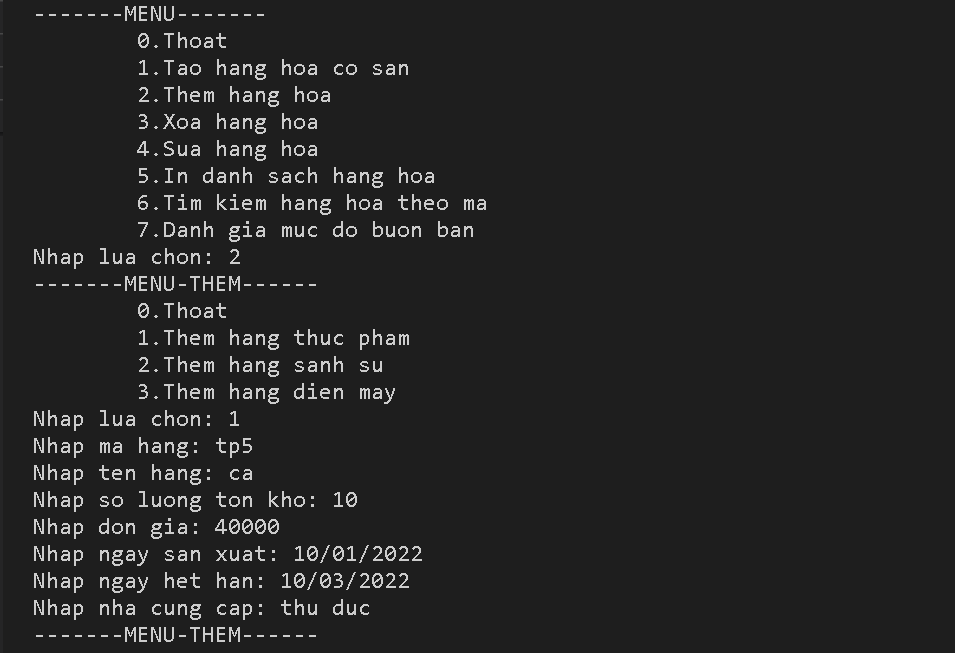 -------MENU-------
0.Thoat
1.Tao hang hoa co san
2.Them hang hoa
3.Xoa hang hoa
4.Sua hang hoa
5.In danh sach hang hoa
6.Tim kiem hang hoa theo ma
7.Danh gia muc do buon ban
Nhap lua chon: 2
-------MENU-THEM------
0.Thoat
1.Them hang thuc pham
2.Them hang sanh su
3.Them hang dien may
Nhap lua chon: 1
Nhap ma hang: tp5
Nhap ten hang: ca
Nhap so luong ton kho: 10
Nhap don gia: 40000
Nhap ngay san xuat: 10/01/2022
Nhap ngay het han: 10/03/2022
Nhap nha cung cap: thu duc
-------MENU-THEM------